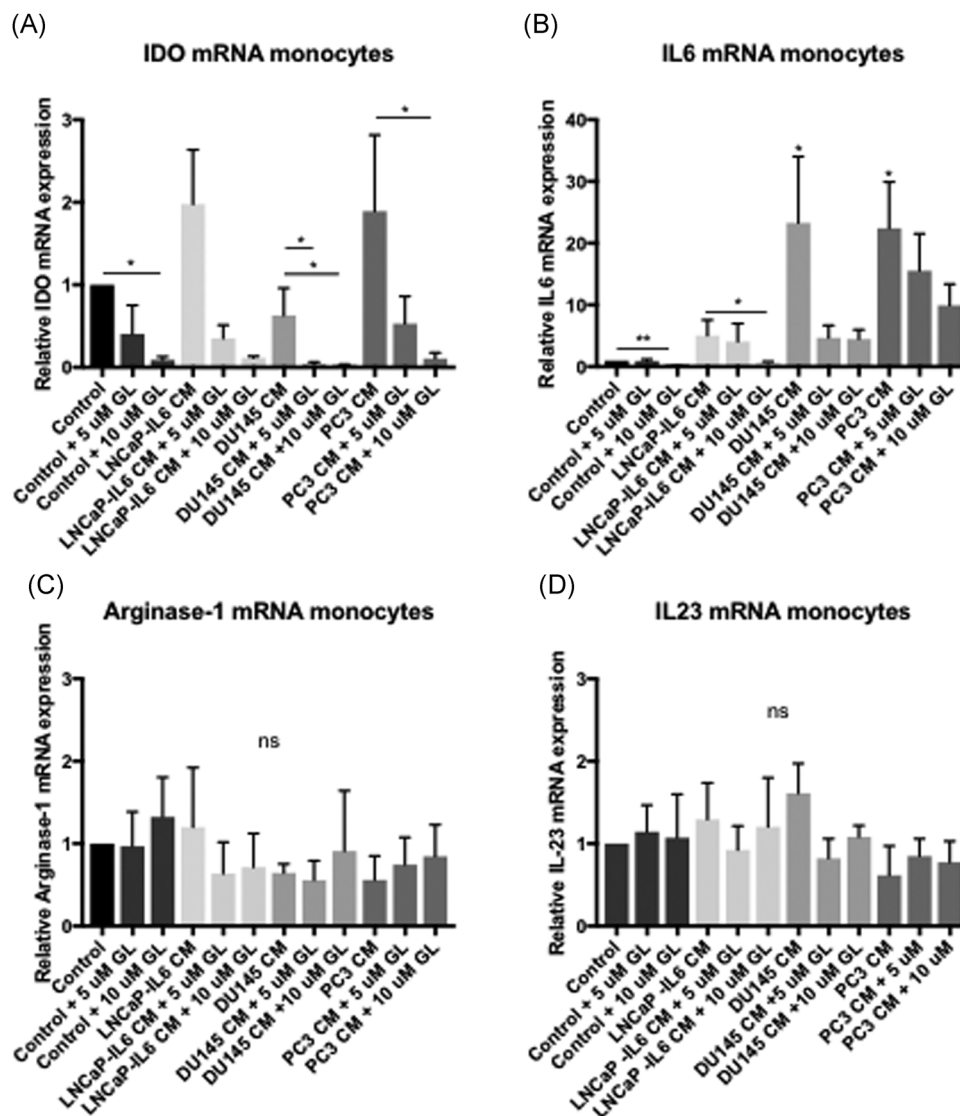 (A)
IDO mRNA monocytes
Relative IDO mRNA expression
3
2
1
0
*
*
*
*
Control
Control + 5 uM GL
Control + 10 uM GL
LNCaP-IL6 CM
LNCaP-IL6 CM + 5 uM GL
LNCaP-IL6 CM + 10 uM GL
DU145 CM
DU145 CM + 5 uM GL
DU145 CM +10 uM GL
PC3 CM
PC3 CM + 5 uM GL
PC3 CM + 10 uM GL
(B)
IL6 mRNA monocytes
Relative IL6 mRNA expression
40
30
20
10
0
**
*
*
*
Control
Control + 5 uM GL
Control + 10 uM GL
LNCaP-IL6 CM
LNCaP-IL6 CM + 5 uM GL
LNCaP-IL6 CM + 10 uM GL
DU145 CM
DU145 CM + 5 uM GL
DU145 CM +10 uM GL
PC3 CM
PC3 CM + 5 uM GL
PC3 CM + 10 uM GL
(C)
Arginase-1 mRNA monocytes
Relative Arginase-1 mRNA expression
3
2
1
0
ns
Control
Control + 5 uM GL
Control + 10 uM GL
LNCaP-IL6 CM
LNCaP-IL6 CM + 5 uM GL
LNCaP-IL6 CM + 10 uM GL
DU145 CM
DU145 CM + 5 uM GL
DU145 CM +10 uM GL
PC3 CM
PC3 CM + 5 uM GL
PC3 CM + 10 uM GL
(D)
IL23 mRNA monocytes
Relative IL-23 mRNA expression
3
2
1
0
ns
Control
Control + 5 uM GL
Control + 10 uM GL
LNCaP -IL6 CM
LNCaP -IL6 CM + 5 uM GL
LNCaP -IL6 CM + 10 uM GL
DU145 CM
DU145 CM +5 uM GL
DU145 CM +10 uM GL
PC3 CM
PC3 CM + 5 uM
PC3 CM + 10 uM